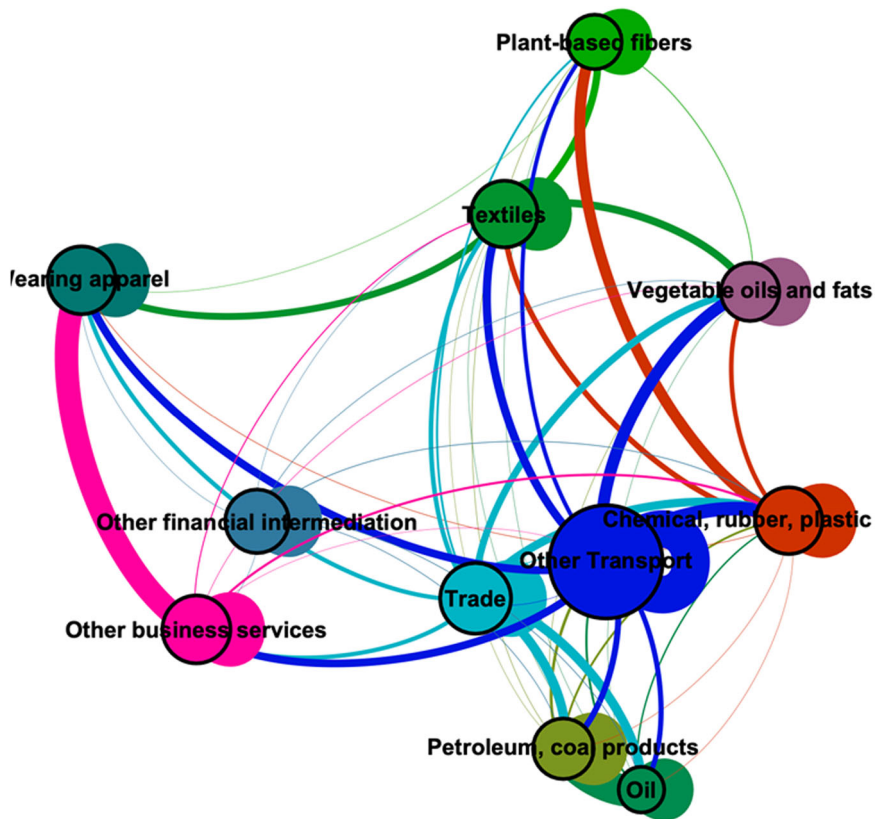 Plant-based fibers
Textiles
earing apparel
Vegetable oils and fats
Other financial intermediation
Chemical, rubber, plastic
Other Transport
Trade
Other business services
Petroleum, coal products
Oil